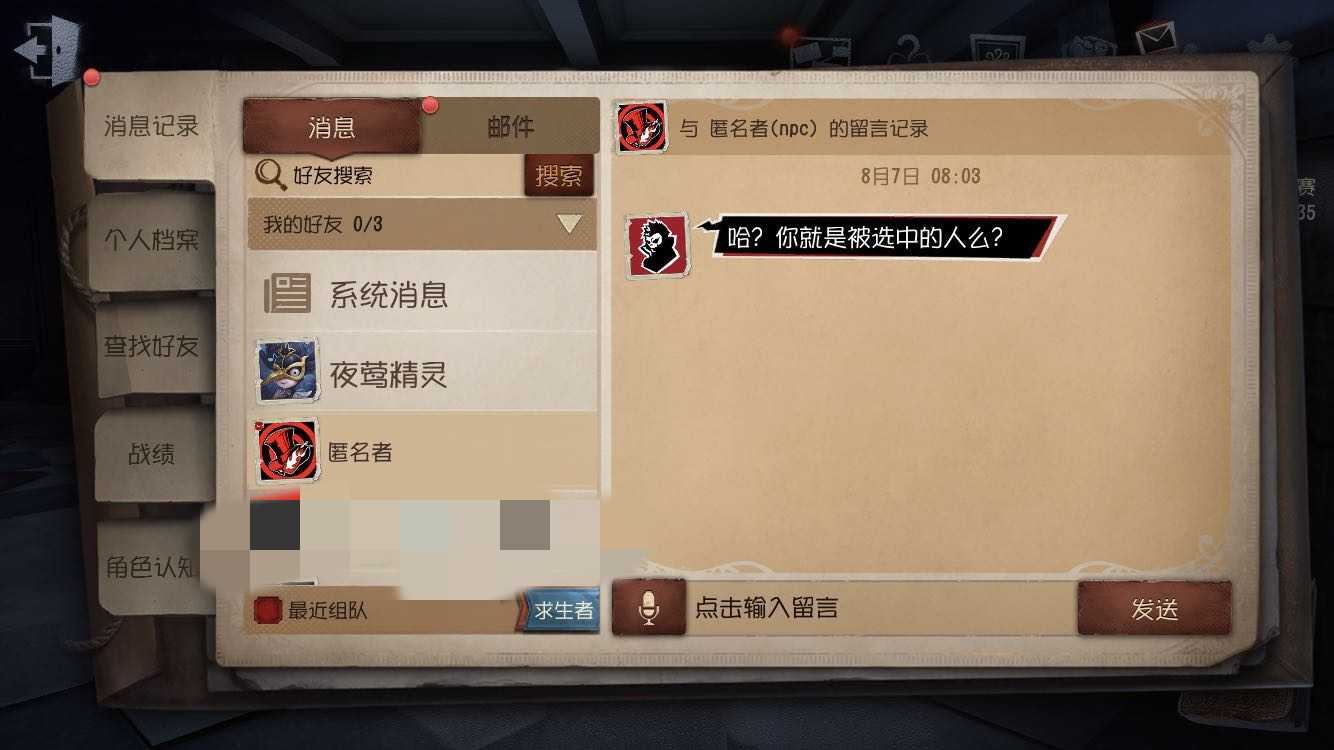 消息记录
个人档案
查找好友
战绩
角色认知
消息
邮件
好友搜索
搜索
我的好友 0/3
系统消息
夜莺精灵
匿名者
最近组队
求生者
与 匿名者(npc) 的留言记录
8月7日 08:03
哈？你就是被选中的人么？
点击输入留言
发送
赛
35